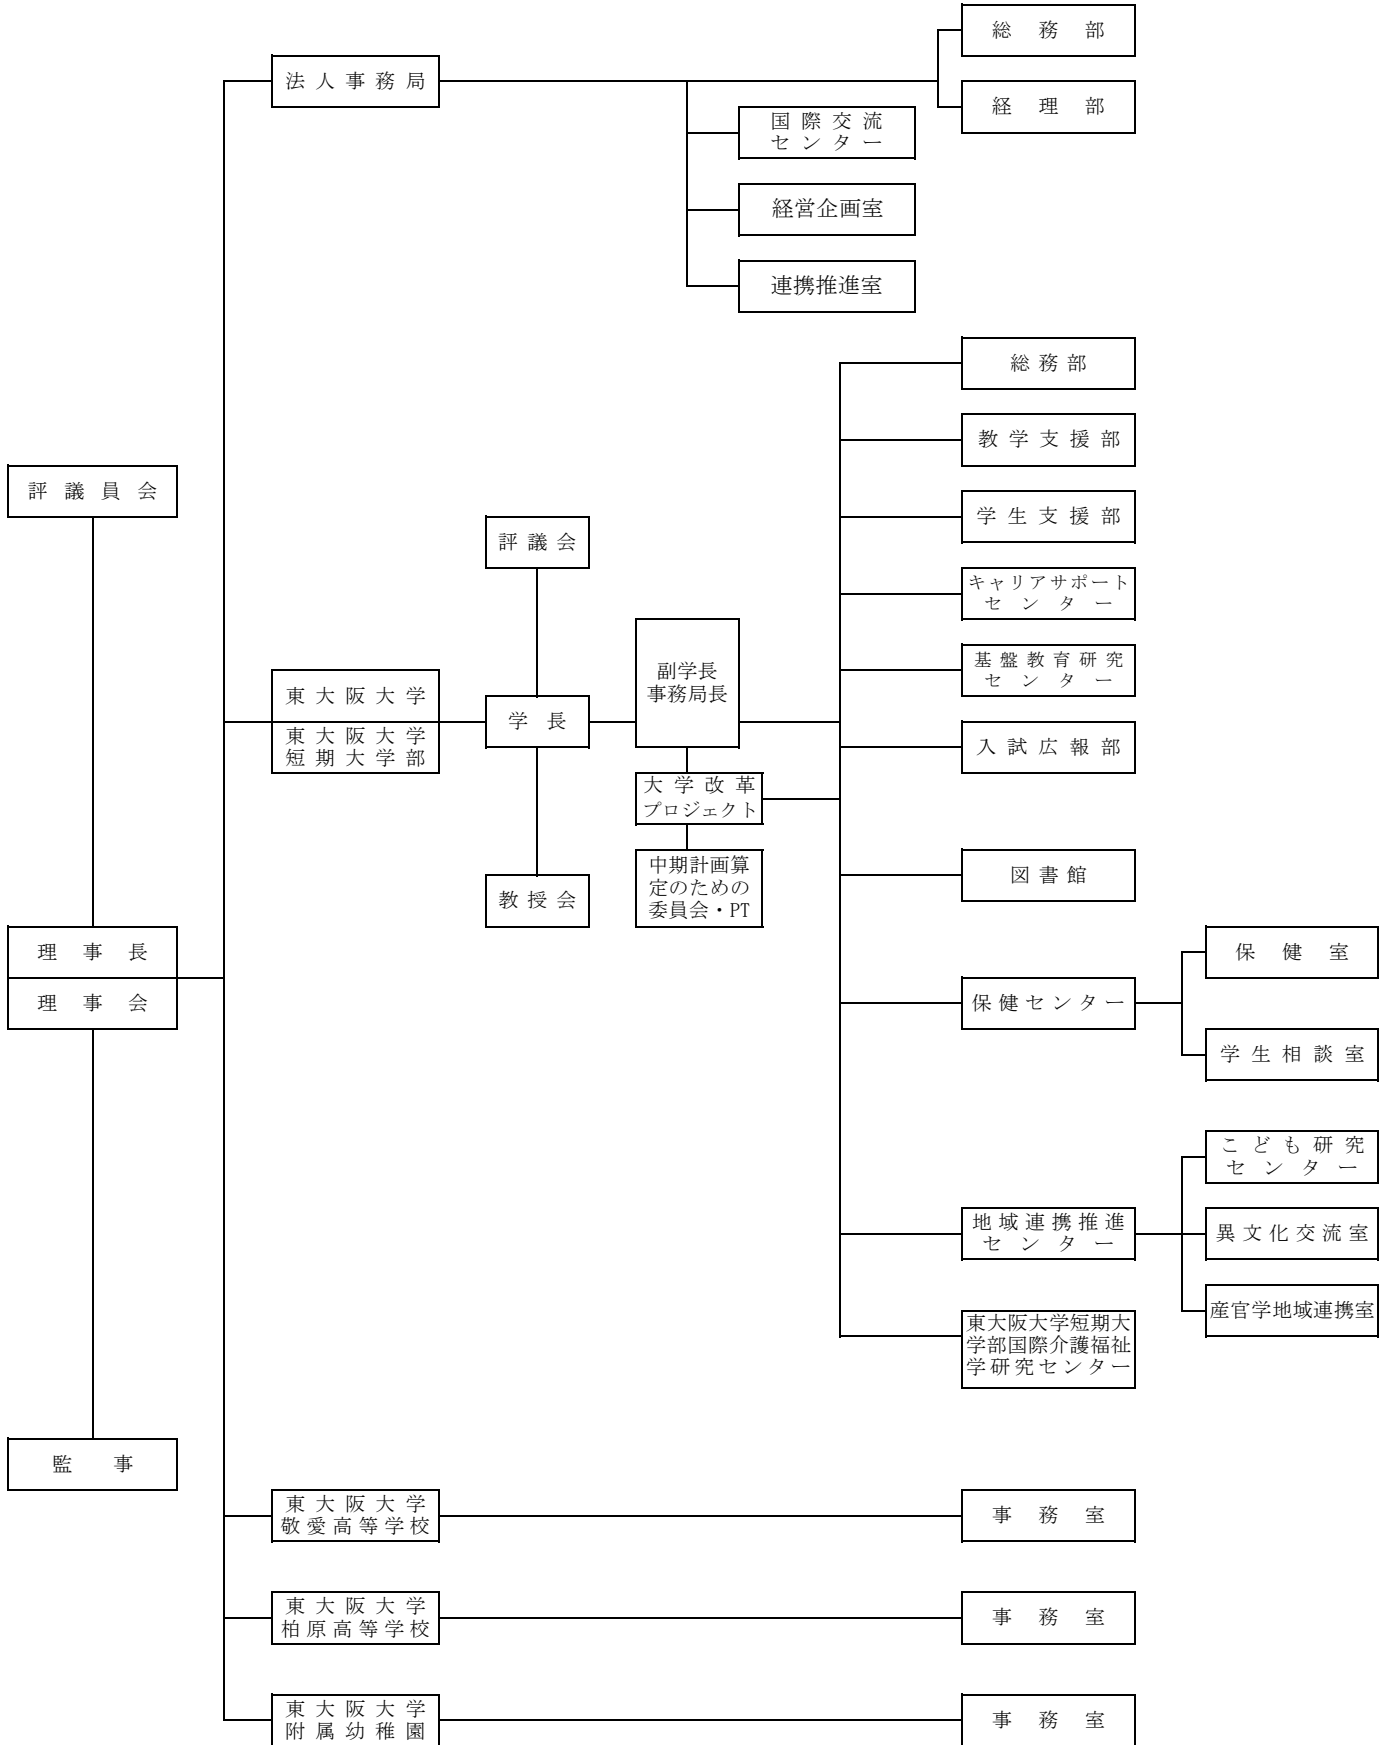 総務部
法人事務局
経理部
国際交流
センター
経営企画室
連携推進室
総務部
教学支援部
評議員会
学生支援部
評議会
キャリアサポート
センター
副学長
事務局長
基盤教育研究
センター
東大阪大学
学長
東大阪大学
短期大学部
入試広報部
大学改革
プロジェクト
中期計画算
定のための
委員会・PT
図書館
教授会
理事長
保健室
理事会
保健センター
学生相談室
こども研究
センター
地域連携推進
センター
異文化交流室
産官学地域連携室
東大阪大学短期大
学部国際介護福祉
学研究センター
監事
東大阪大学
敬愛高等学校
事務室
東大阪大学
柏原高等学校
事務室
東大阪大学
附属幼稚園
事務室